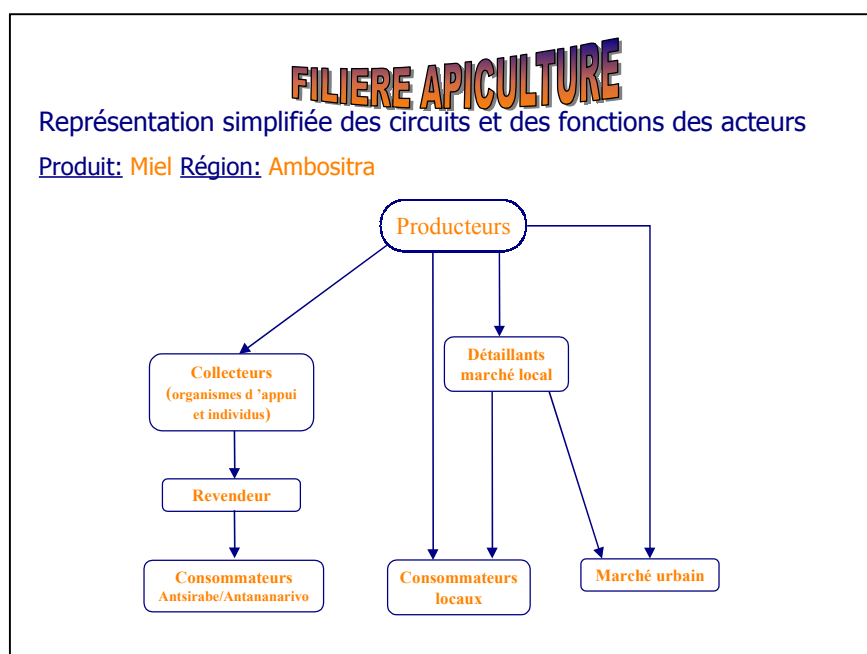 FILIERE APICULTURE
Représentation simplifiée des circuits et des fonctions des acteurs
Produit: Miel Région: Ambositra
Producteurs
Collecteurs
(organismes d ’appui
et individus)
Détaillants
marché local
Revendeur
Consommateurs
Antsirabe/Antananarivo
Consommateurs
locaux
Marché urbain